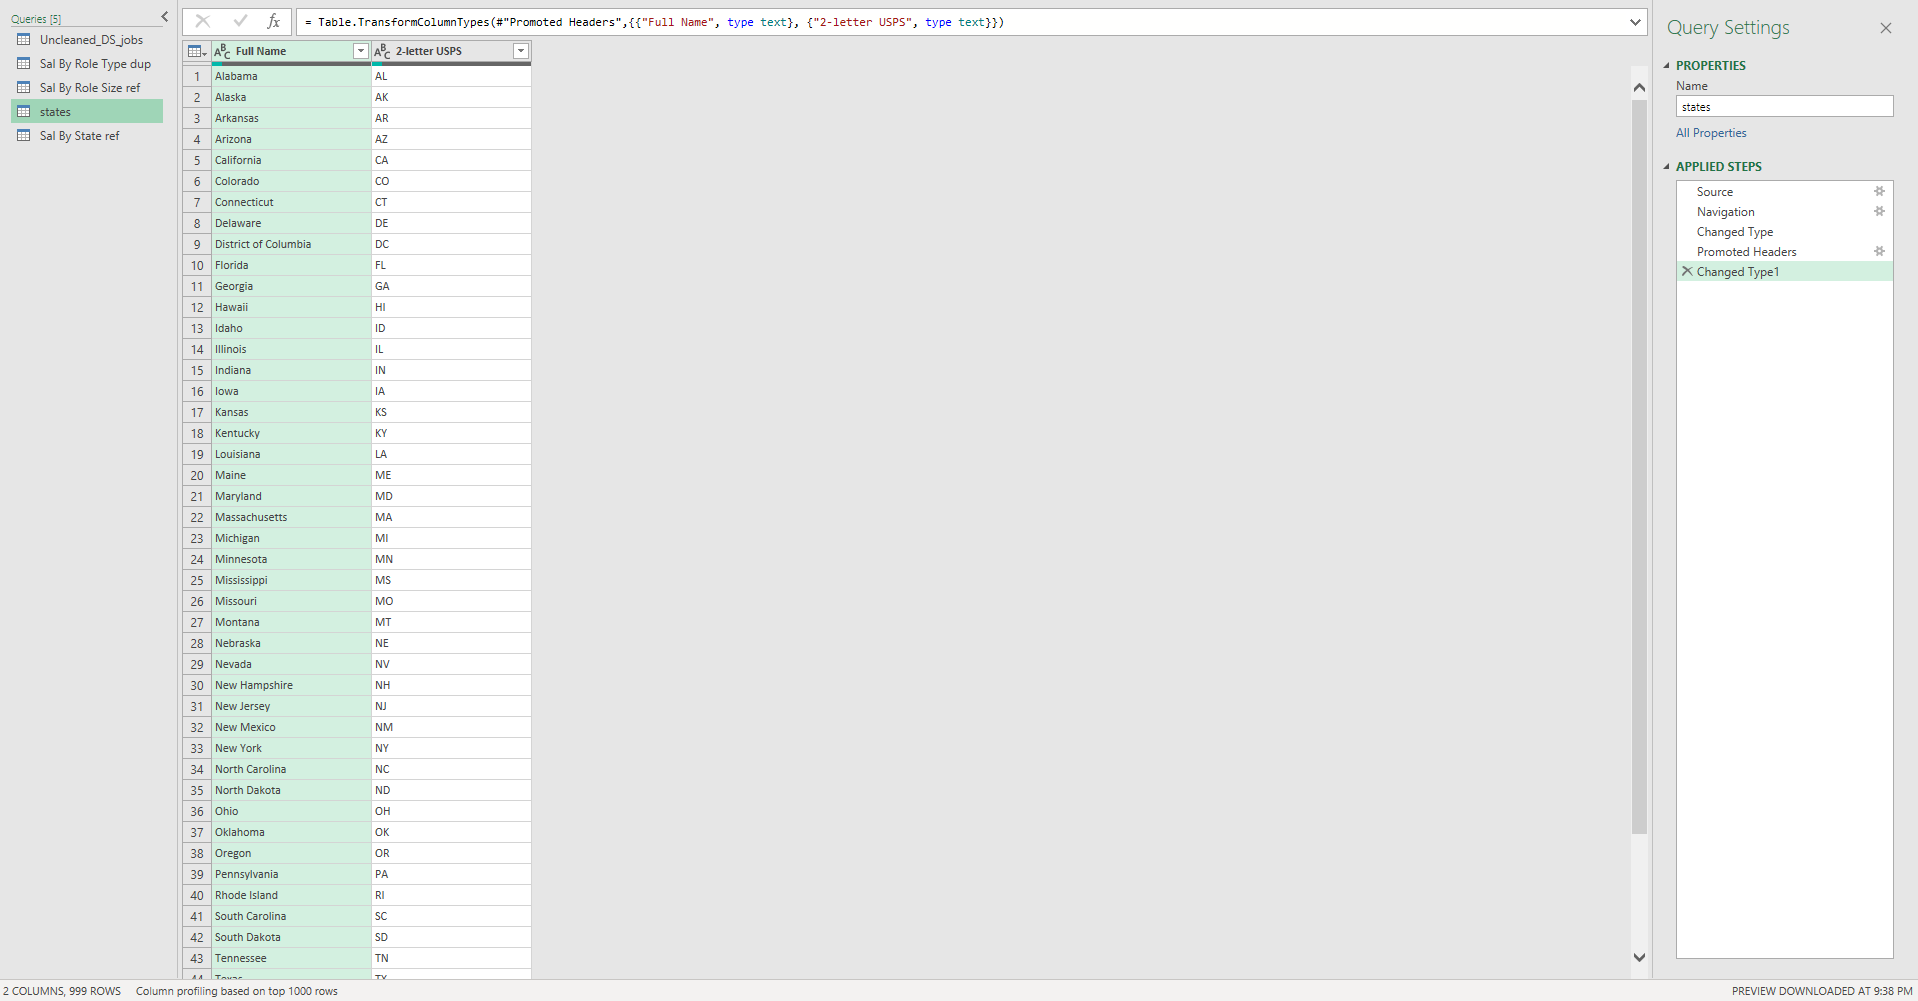 Queries [5]
Uncleaned_DS_jobs
Sal By Role Type dup
Sal By Role Size ref
states
Sal By State ref
fx
= Table.TransformColumnTypes(#"Promoted Headers",{{"Full Name", type text}, {"2-letter USPS", type text}})
ABC Full Name ABC 2-letter USPS
1 Alabama AL
2 Alaska AK
3 Arkansas AR
4 Arizona AZ
5 California CA
6 Colorado CO
7 Connecticut CT
8 Delaware DE
9 District of Columbia DC
10 Florida FL
11 Georgia GA
12 Hawaii HI
13 Idaho ID
14 Illinois IL
15 Indiana IN
16 Iowa IA
17 Kansas KS
18 Kentucky KY
19 Louisiana LA
20 Maine ME
21 Maryland MD
22 Massachusetts MA
23 Michigan MI
24 Minnesota MN
25 Mississippi MS
26 Missouri MO
27 Montana MT
28 Nebraska NE
29 Nevada NV
30 New Hampshire NH
31 New Jersey NJ
32 New Mexico NM
33 New York NY
34 North Carolina NC
35 North Dakota ND
36 Ohio OH
37 Oklahoma OK
38 Oregon OR
39 Pennsylvania PA
40 Rhode Island RI
41 South Carolina SC
42 South Dakota SD
43 Tennessee TN
44 Texas TX
Query Settings
PROPERTIES
Name
states
All Properties
APPLIED STEPS
Source
Navigation
Changed Type
Promoted Headers
Changed Type1
2 COLUMNS, 999 ROWS Column profiling based on top 1000 rows
PREVIEW DOWNLOADED AT 9:38 PM